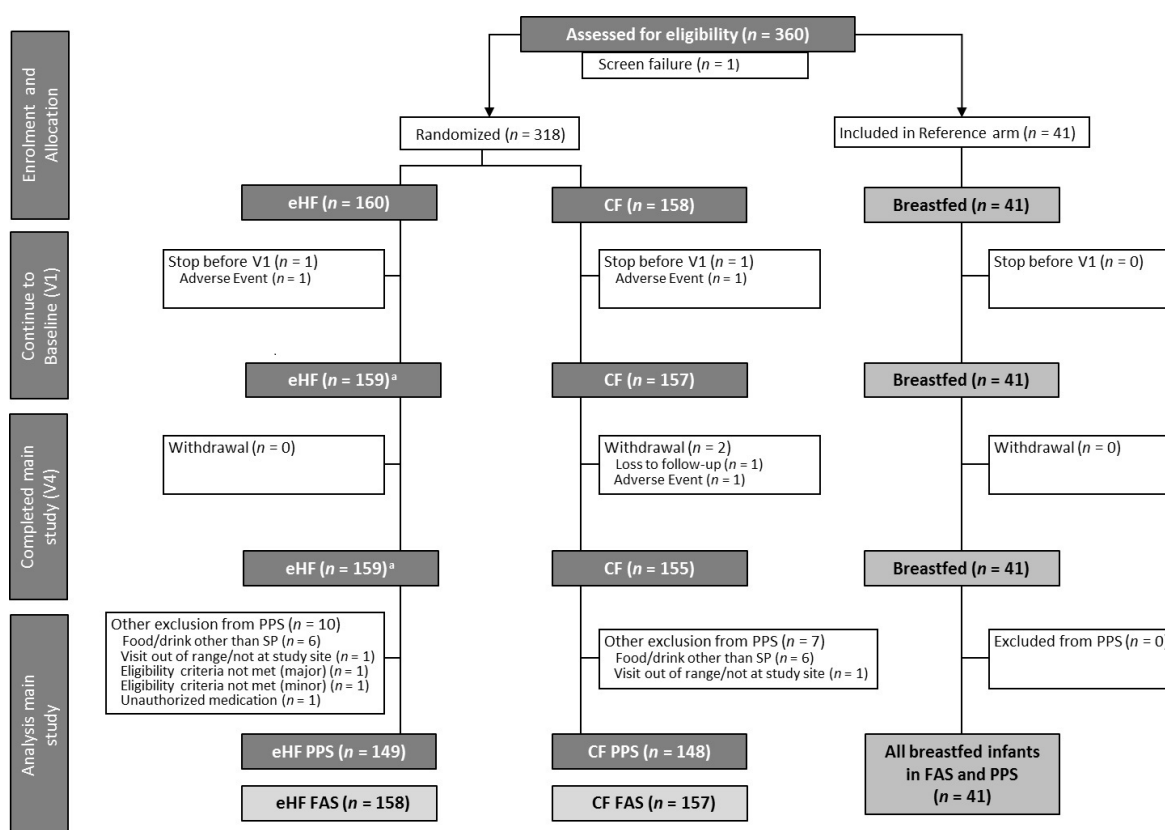 Assessed for eligibility (n = 360)
Screen failure (n = 1)
Enrolment and
Allocation
Randomized (n = 318)
Included in Reference arm (n = 41)
eHF (n = 160)
CF (n = 158)
Breastfed (n = 41)
Continue to
Baseline (V1)
Stop before V1 (n = 1)
Adverse Event (n = 1)
Stop before V1 (n = 1)
Adverse Event (n = 1)
Stop before V1 (n = 0)
eHF (n = 159)ª
CF (n = 157)
Breastfed (n = 41)
Completed main
study (V4)
Withdrawal (n = 0)
Withdrawal (n = 2)
Loss to follow-up (n = 1)
Adverse Event (n = 1)
Withdrawal (n = 0)
eHF (n = 159)ª
CF (n = 155)
Breastfed (n = 41)
Analysis main
study
Other exclusion from PPS (n = 10)
Food/drink other than SP (n = 6)
Visit out of range/not at study site (n = 1)
Eligibility criteria not met (major) (n = 1)
Eligibility criteria not met (minor) (n = 1)
Unauthorized medication (n = 1)
Other exclusion from PPS (n = 7)
Food/drink other than SP (n = 6)
Visit out of range/not at study site (n = 1)
Excluded from PPS (n = 0)
eHF PPS (n = 149)
CF PPS (n = 148)
All breastfed infants
in FAS and PPS
(n = 41)
eHF FAS (n = 158)
CF FAS (n = 157)